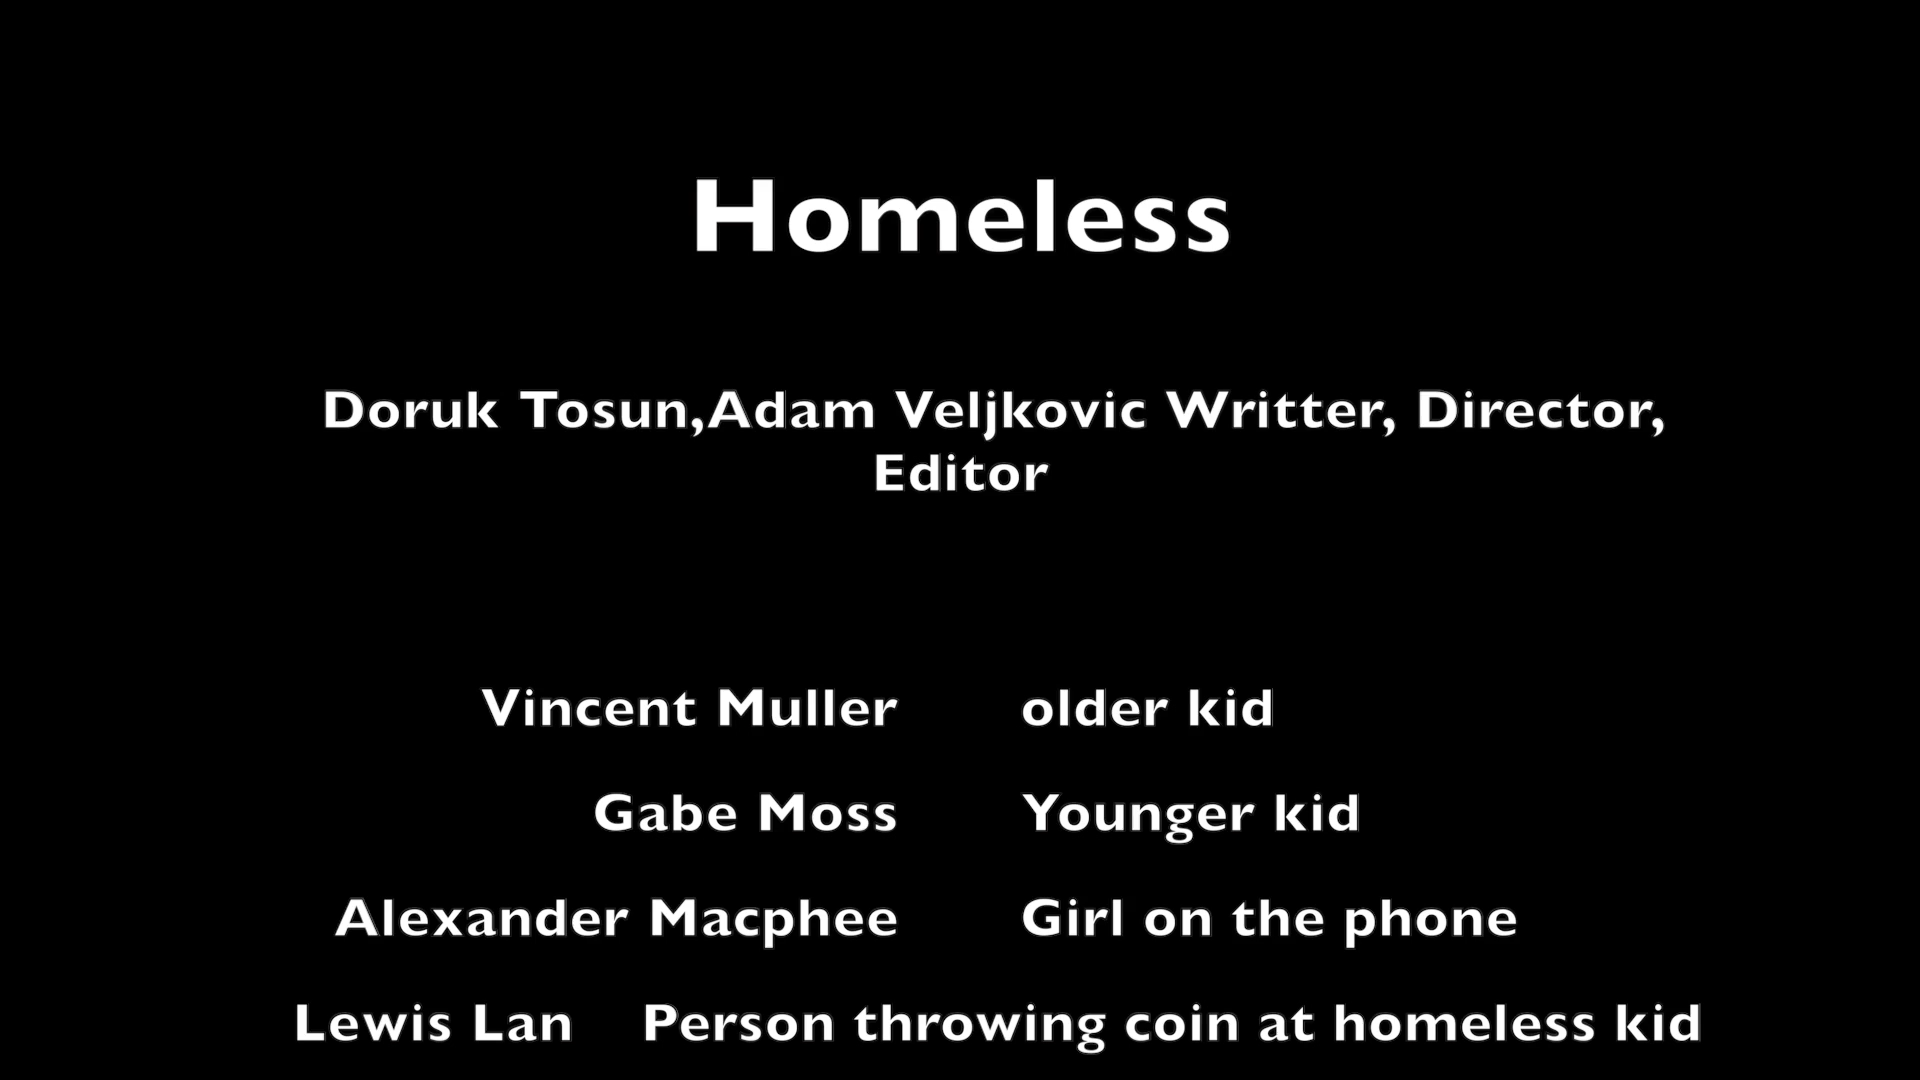 Homeless
Doruk Tosun,Adam Veljkovic Writter, Director,
Editor
Vincent Muller older kid
Gabe Moss Younger kid
Alexander Macphee Girl on the phone
Lewis Lan Person throwing coin at homeless kid